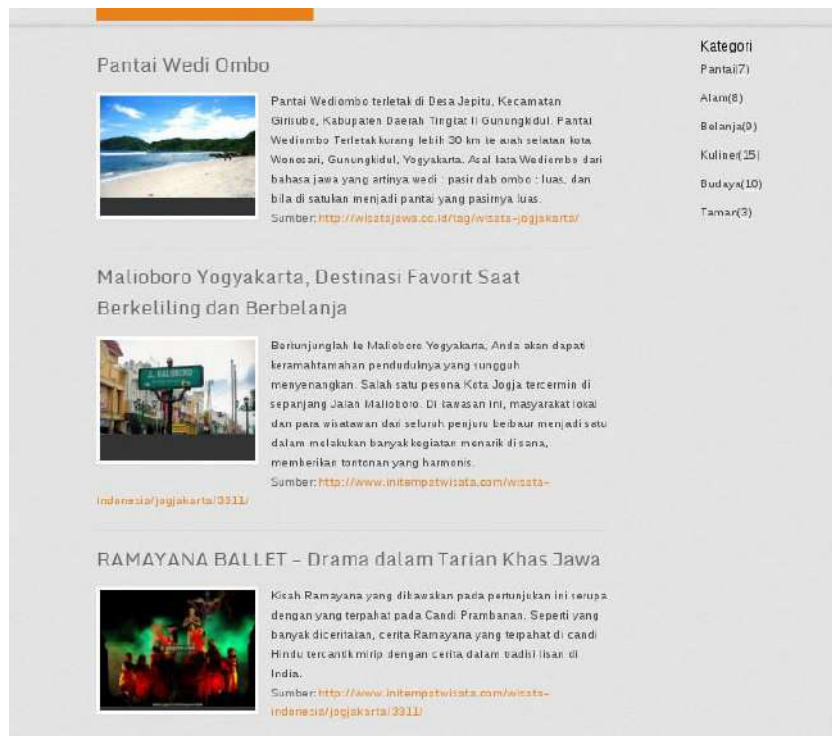 Pantai Wedi Ombo
Pantai Wediombo terletak di Desa Jepitu, Kecamatan
Girisubo, Kabupaten Daerah Tingkat II Gunungkidul. Pantai
Wediombo Terletak kurang lebih 30 km ke arah selatan kota
Wonosari, Gunungkidul, Yogyakarta. Asal kata Wediombo dari
bahasa jawa yang artinya wedi : pasir dab ombo : luas, dan
bila di satukan menjadi pantai yang pasirnya luas.
Sumber:http://wisatajawa.co.id/tag/wisata-jogjakarta/
Malioboro Yogyakarta, Destinasi Favorit Saat
Berkeliling dan Berbelanja
J. MALIOBORO
Berkunjunglah ke Malioboro Yogyakarta, Anda akan dapati
keramahtamahan penduduknya yang sungguh
menyenangkan. Salah satu pesona Kota Jogja tercermin di
sepanjang Jalan Malioboro. Di kawasan ini, masyarakat lokal
dan para wisatawan dari seluruh penjuru berbaur menjadi satu
dalam melakukan banyak kegiatan menarik di sana,
memberikan tontonan yang harmonis.
Sumber:http://www.initempatwisata.com/wisata-
indonesia/jogjakarta/3311/
RAMAYANA BALLET – Drama dalam Tarian Khas Jawa
Kisah Ramayana yang dibawakan pada pertunjukan ini serupa
dengan yang terpahat pada Candi Prambanan. Seperti yang
banyak diceritakan, cerita Ramayana yang terpahat di candi
Hindu tercantik mirip dengan cerita dalam tradisi lisan di
India.
Sumber:http://www.initempatwisata.com/wisata-
indonesia/jogjakarta/3311/
Kategori
Pantai(7)
Alam(8)
Belanja(9)
Kuliner(15)
Budaya(10)
Taman(3)